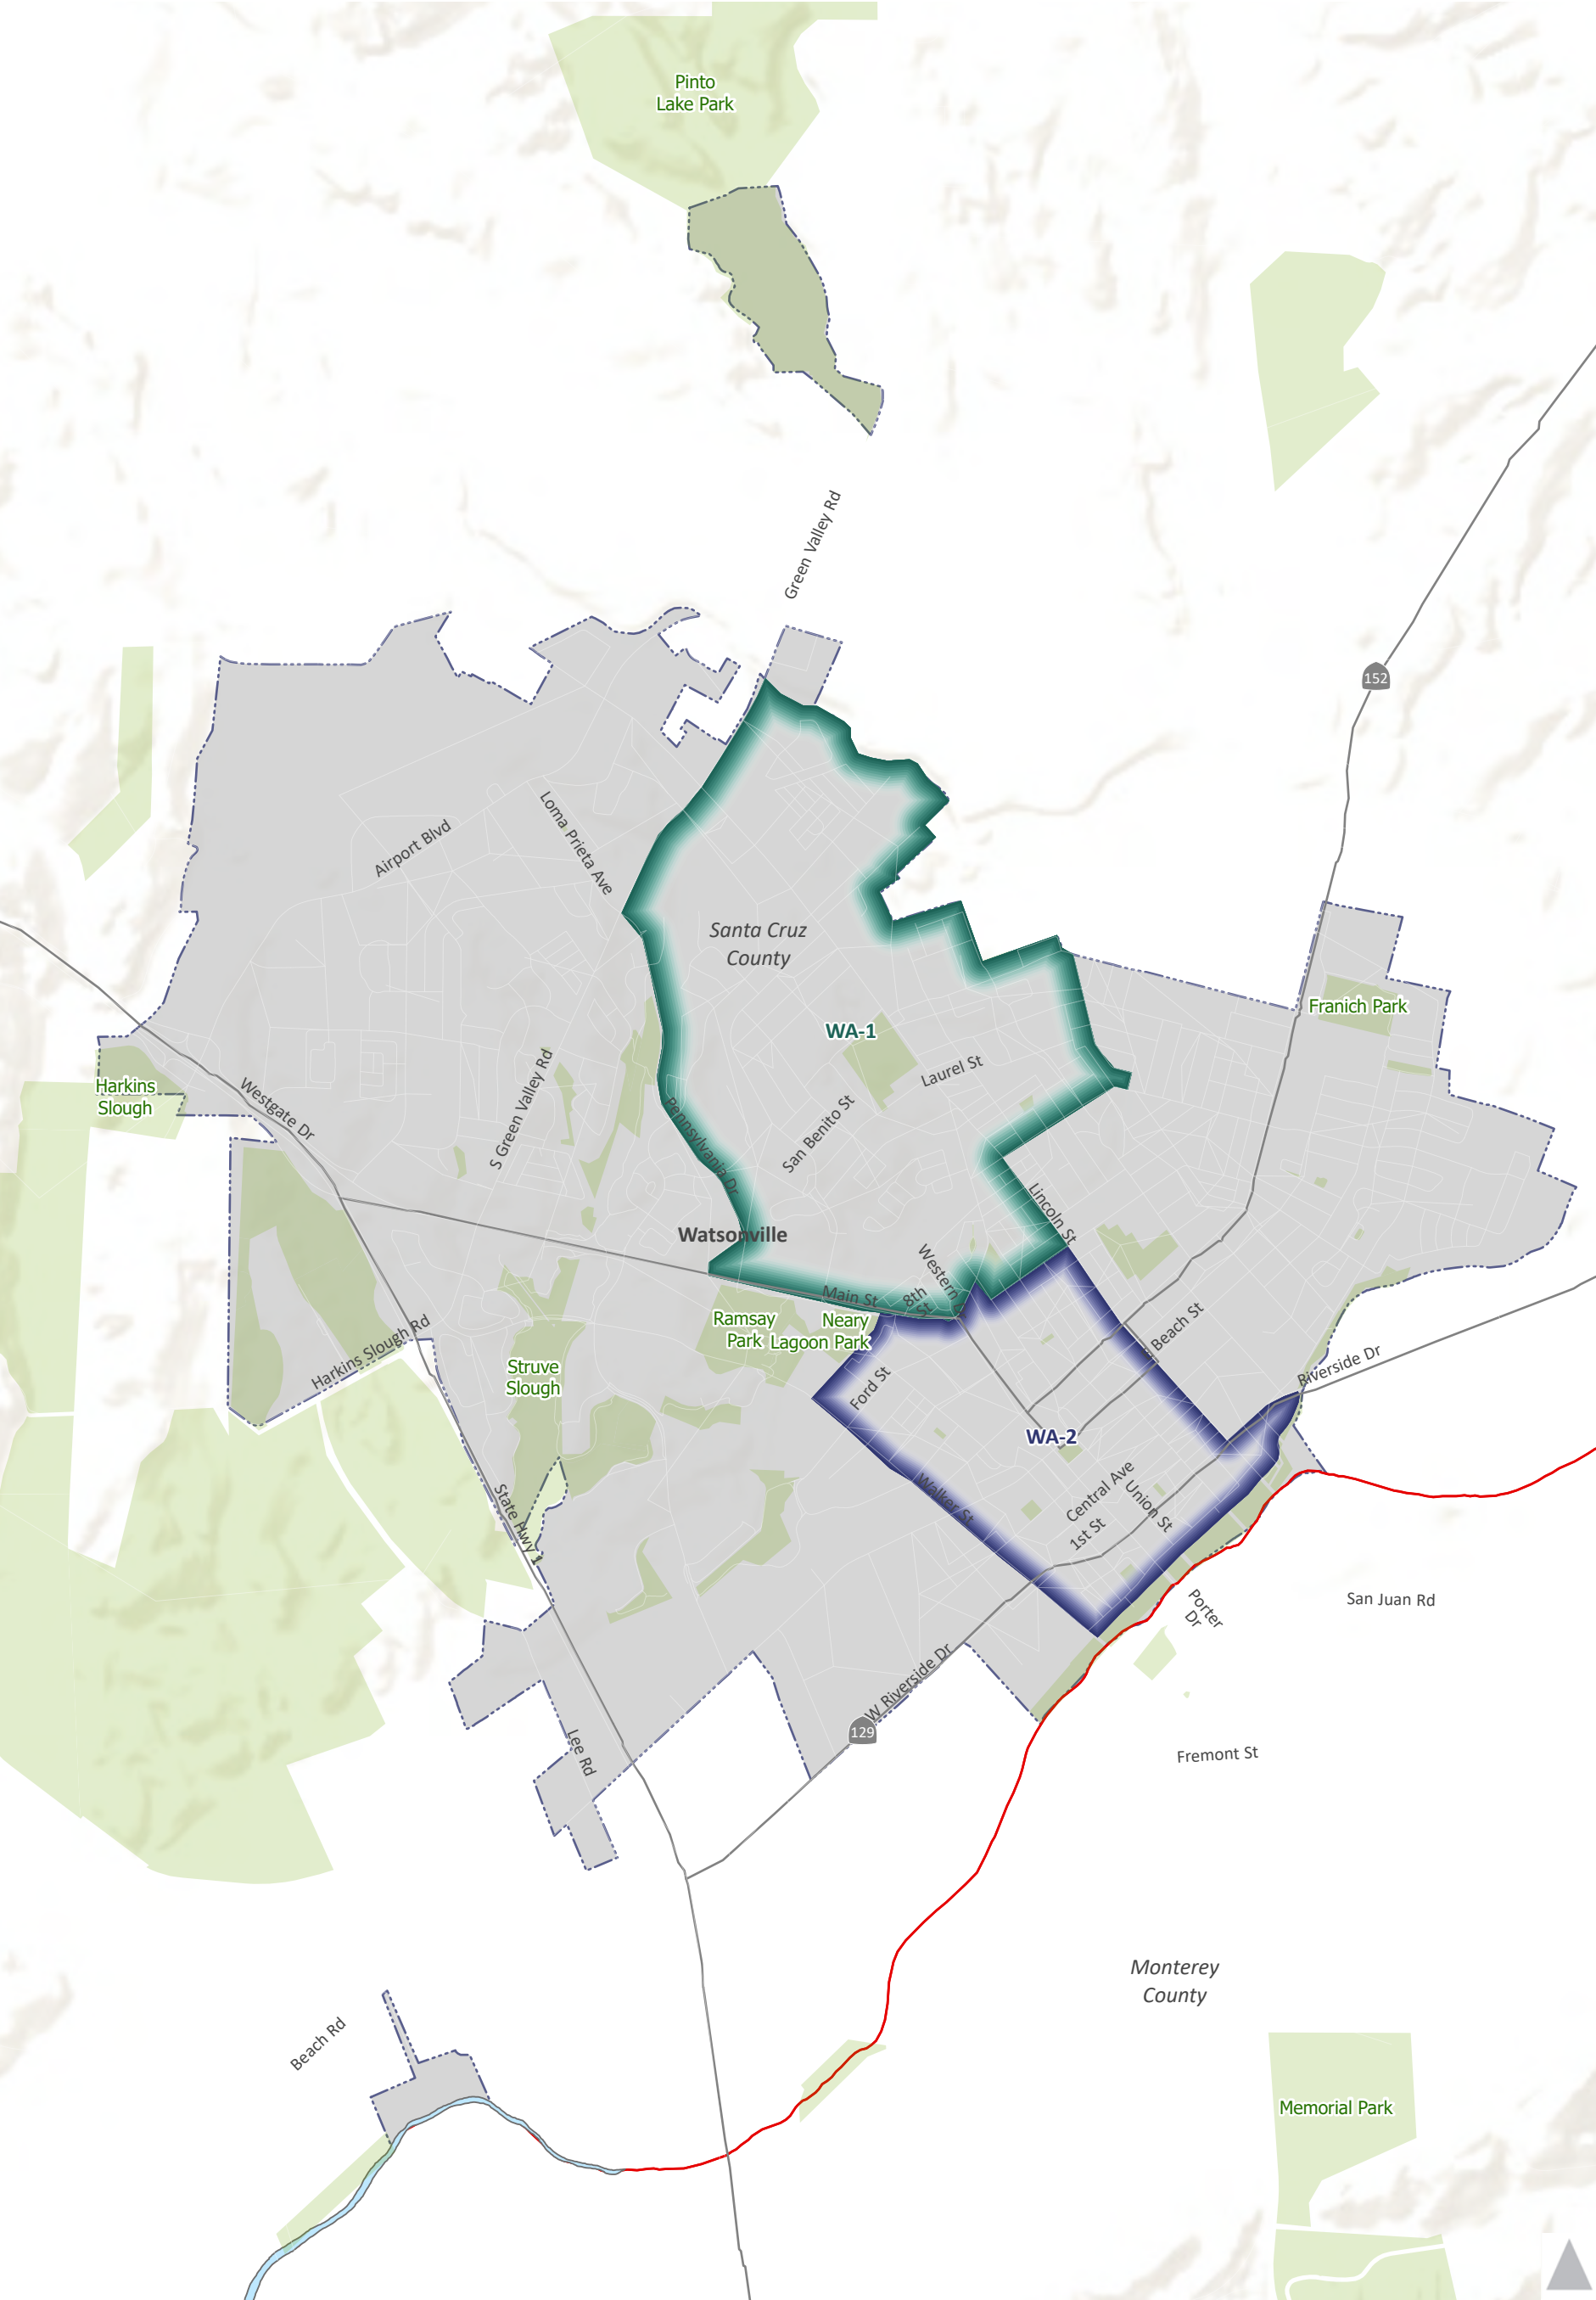 Pinto
Lake Park
Green Valley Rd
152
Loma Prieta Ave
Airport Blvd
Santa Cruz
County
Franich Park
WA-1
Laurel St
Harkins
Slough
Westgate Dr
S Green Valley Rd
San Benito St
Pennsylvania Dr
Lincoln St
Watsonville
Western
Main St
8th
St
Ramsay
Park
Neary
Lagoon Park
Beach St
Harkins Slough Rd
Struve
Slough
Riverside Dr
Ford St
WA-2
Walker St
Central Ave
Union St
1st St
State Hwy 1
Porter
Dr
San Juan Rd
W Riverside Dr
129
Lee Rd
Fremont St
Monterey
County
Beach Rd
Memorial Park